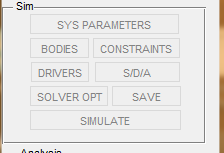 Sim
SYS PARAMETERS
BODIES CONSTRAINTS
DRIVERS S/D/A
SOLVER OPT SAVE
SIMULATE
Analysis